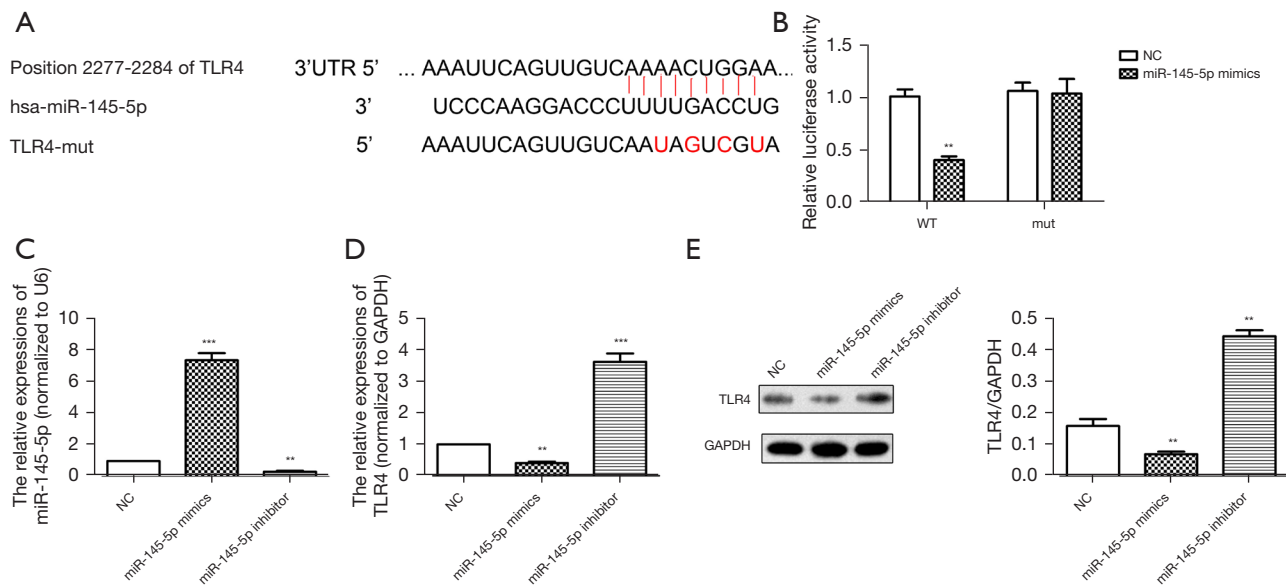 A
Position 2277-2284 of TLR4 3'UTR 5' ... AAAUUCAGUUGUCAAAACUGGAA...
hsa-miR-145-5p 3' UCCCAAGGACCCUUUUGACCUG
TLR4-mut 5' AAAUUCAGUUGUCAAUAGUCGUA
B
Relative luciferase activity
1.5
1.0
0.5
0.0
**
WT
mut
NC
miR-145-5p mimics
C
The relative expressions of
miR-145-5p (normalized to U6)
10
8
6
4
2
0
***
**
NC
miR-145-5p mimics
miR-145-5p inhibitor
D
The relative expressions of
TLR4 (normalized to GAPDH)
5
4
3
2
1
0
**
***
NC
miR-145-5p mimics
miR-145-5p inhibitor
E
NC
miR-145-5p mimics
miR-145-5p inhibitor
TLR4
GAPDH
TLR4/GAPDH
0.5
0.4
0.3
0.2
0.1
0.0
**
**
NC
miR-145-5p mimics
miR-145-5p inhibitor